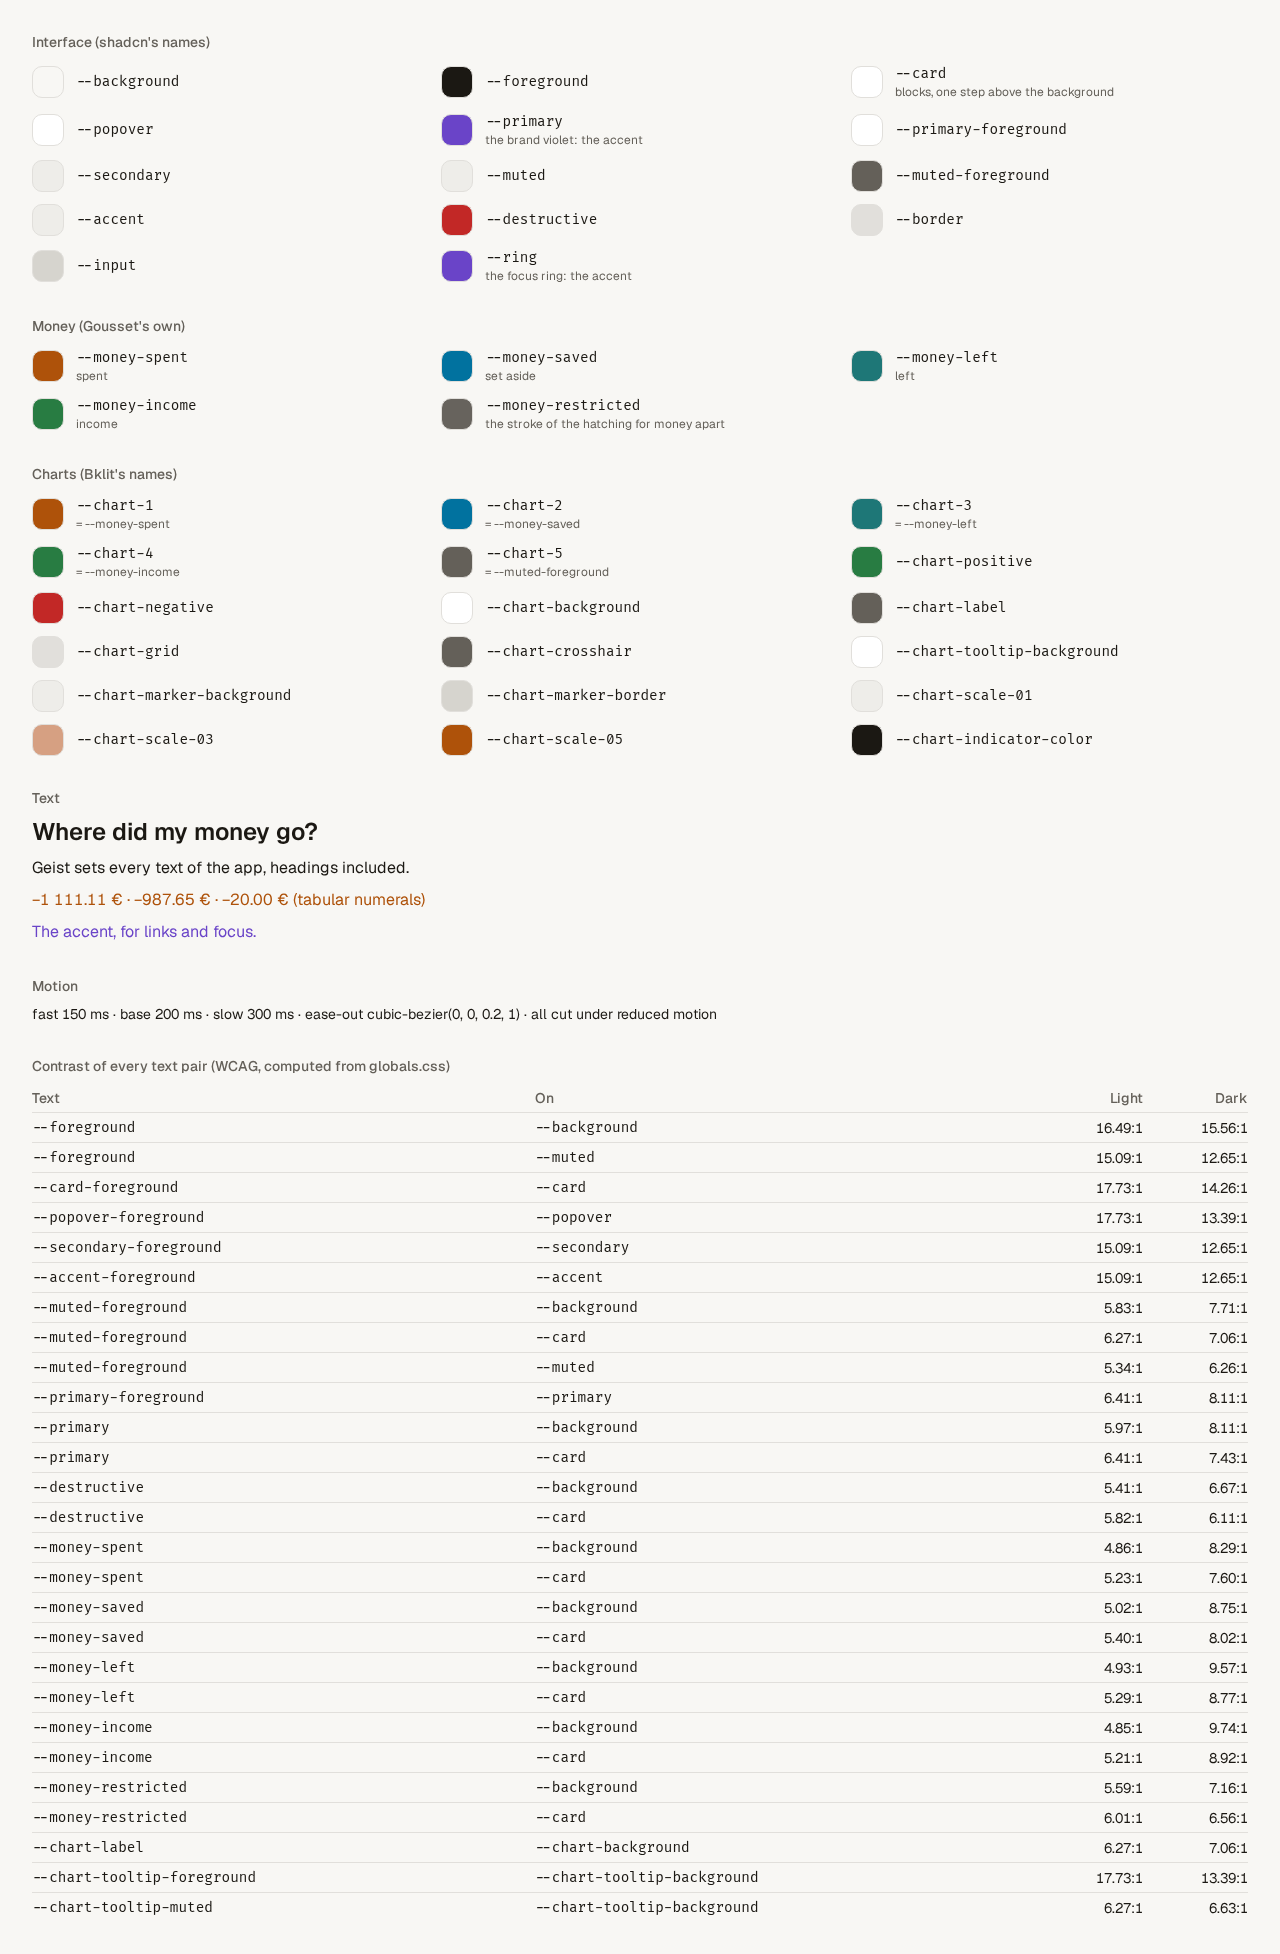 Interface (shadcn's names)
--background
--foreground
--card
blocks, one step above the background
--popover
--primary
the brand violet: the accent
--primary-foreground
--secondary
--muted
--muted-foreground
--accent
--destructive
--border
--input
--ring
the focus ring: the accent
Money (Gousset's own)
--money-spent
spent
--money-saved
set aside
--money-left
left
--money-income
income
--money-restricted
the stroke of the hatching for money apart
Charts (Bklit's names)
--chart-1
= --money-spent
--chart-2
= --money-saved
--chart-3
= --money-left
--chart-4
= --money-income
--chart-5
= --muted-foreground
--chart-positive
--chart-negative
--chart-background
--chart-label
--chart-grid
--chart-crosshair
--chart-tooltip-background
--chart-marker-background
--chart-marker-border
--chart-scale-01
--chart-scale-03
--chart-scale-05
--chart-indicator-color
Text
Where did my money go?
Geist sets every text of the app, headings included.
−1 111.11 € · −987.65 € · −20.00 € (tabular numerals)
The accent, for links and focus.
Motion
fast 150 ms · base 200 ms · slow 300 ms · ease-out cubic-bezier(0, 0, 0.2, 1) · all cut under reduced motion
Contrast of every text pair (WCAG, computed from globals.css)
Text On Light Dark
--foreground --background 16.49:1 15.56:1
--foreground --muted 15.09:1 12.65:1
--card-foreground --card 17.73:1 14.26:1
--popover-foreground --popover 17.73:1 13.39:1
--secondary-foreground --secondary 15.09:1 12.65:1
--accent-foreground --accent 15.09:1 12.65:1
--muted-foreground --background 5.83:1 7.71:1
--muted-foreground --card 6.27:1 7.06:1
--muted-foreground --muted 5.34:1 6.26:1
--primary-foreground --primary 6.41:1 8.11:1
--primary --background 5.97:1 8.11:1
--primary --card 6.41:1 7.43:1
--destructive --background 5.41:1 6.67:1
--destructive --card 5.82:1 6.11:1
--money-spent --background 4.86:1 8.29:1
--money-spent --card 5.23:1 7.60:1
--money-saved --background 5.02:1 8.75:1
--money-saved --card 5.40:1 8.02:1
--money-left --background 4.93:1 9.57:1
--money-left --card 5.29:1 8.77:1
--money-income --background 4.85:1 9.74:1
--money-income --card 5.21:1 8.92:1
--money-restricted --background 5.59:1 7.16:1
--money-restricted --card 6.01:1 6.56:1
--chart-label --chart-background 6.27:1 7.06:1
--chart-tooltip-foreground --chart-tooltip-background 17.73:1 13.39:1
--chart-tooltip-muted --chart-tooltip-background 6.27:1 6.63:1